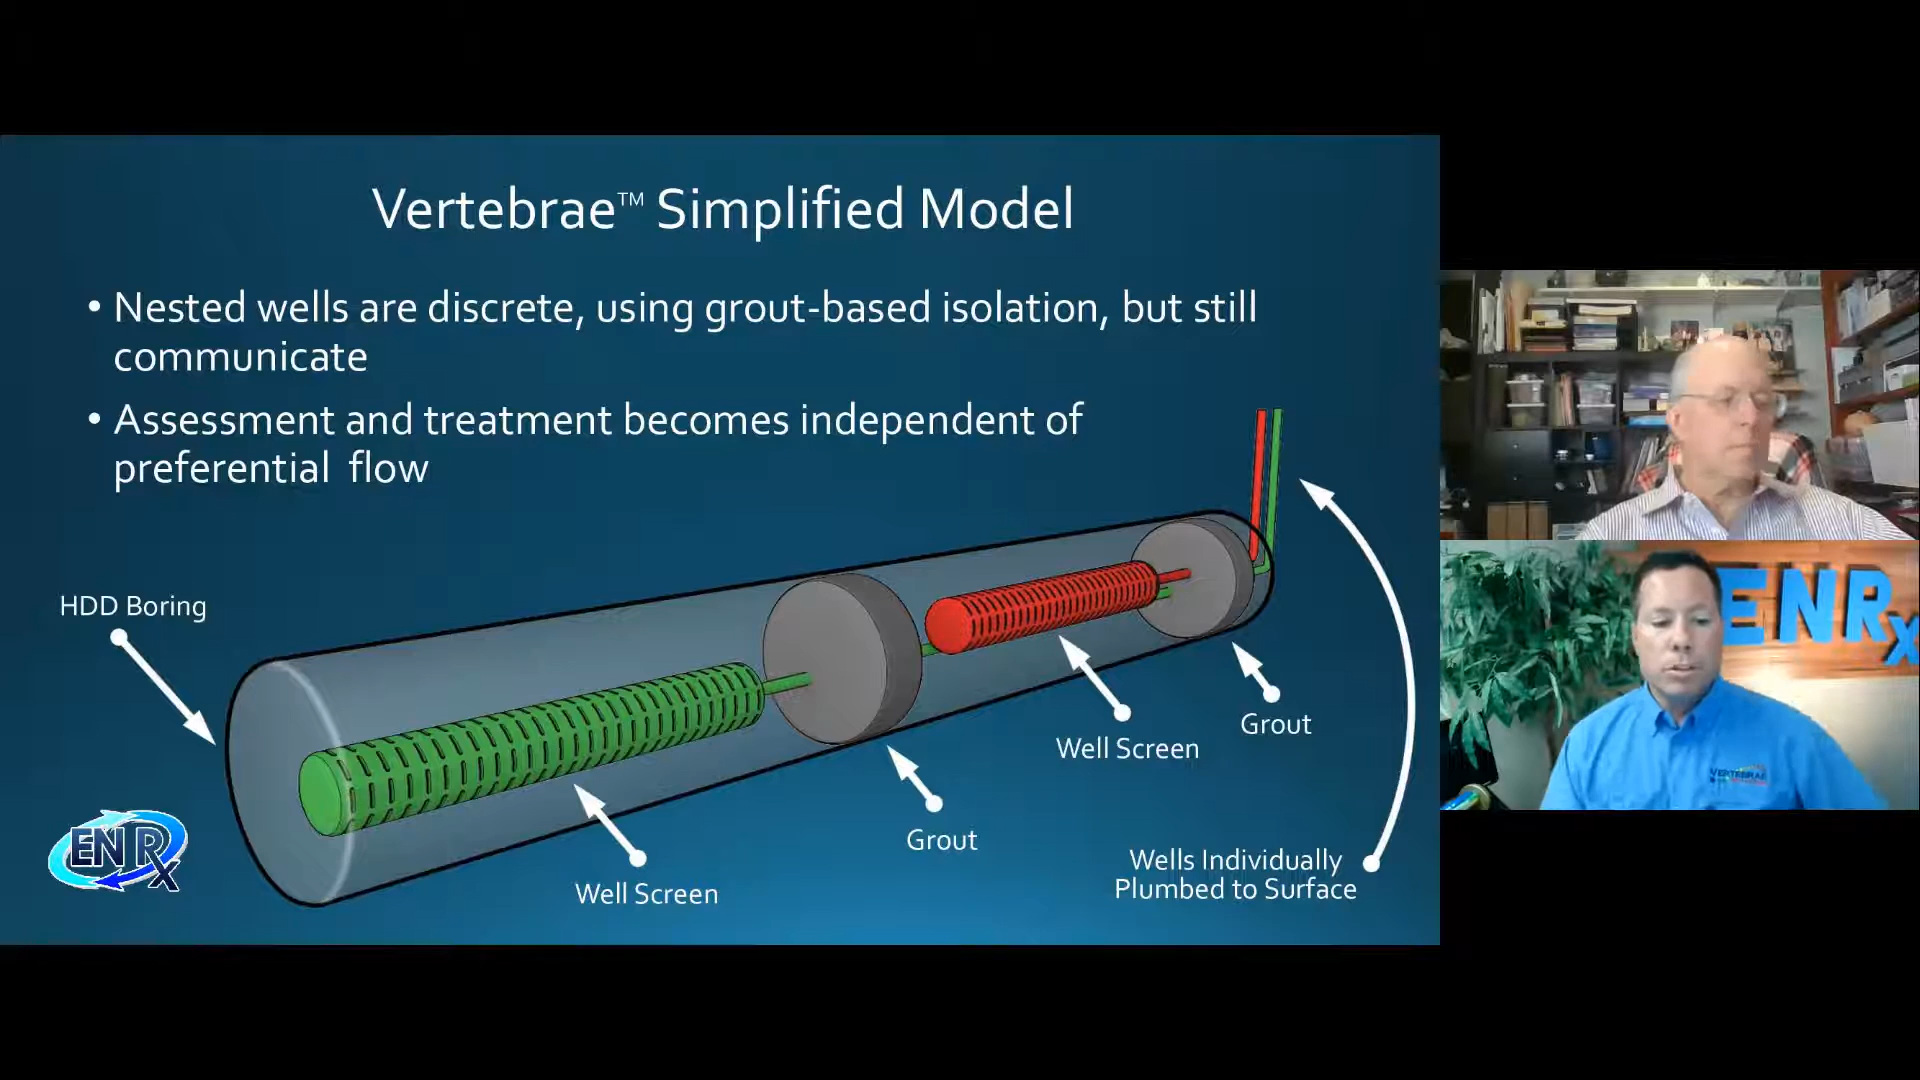 Vertebrae™ Simplified Model
• Nested wells are discrete, using grout-based isolation, but still
communicate
• Assessment and treatment becomes independent of
preferential flow
HDD Boring
Well Screen
Grout
Well Screen
Grout
Wells Individually
Plumbed to Surface
ENRx
ENRx
VERTEBRAE